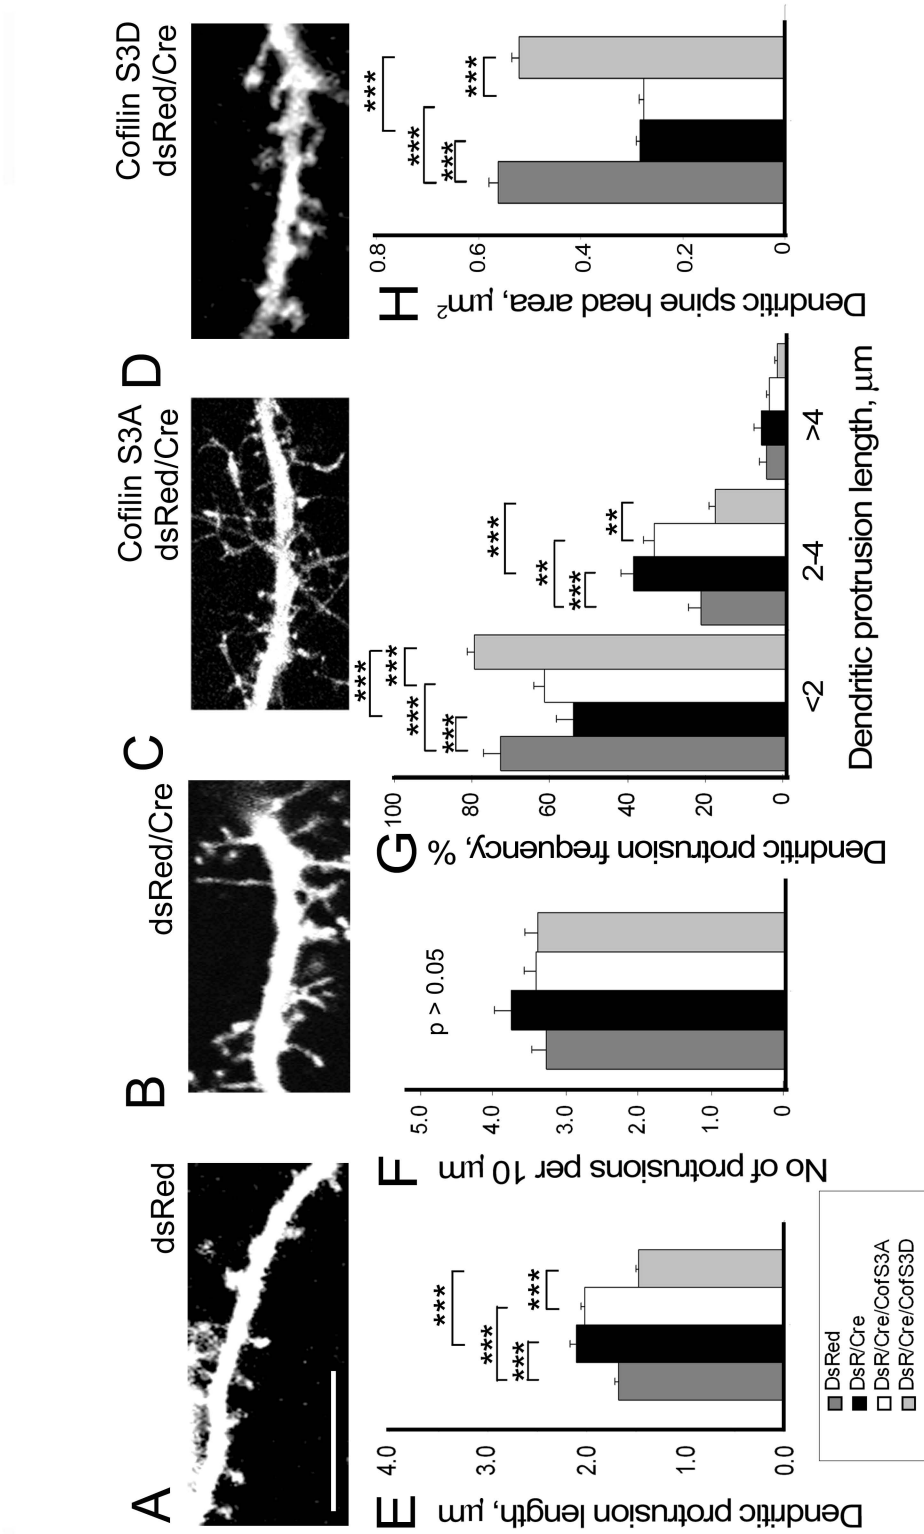 A
dsRed
B
dsRed/Cre
C
Cofilin S3A
dsRed/Cre
D
Cofilin S3D
dsRed/Cre
E
Dendritic protrusion length, μm
4.0
3.0
2.0
1.0
0.0
***
***
***
***
F
No of protrusions per 10 μm
5.0
4.0
3.0
2.0
1.0
0
p > 0.05
G
Dendritic protrusion frequency, %
100
80
60
40
20
0
***
***
***
***
***
**
***
**
<2
2-4
>4
Dendritic protrusion length, μm
H
Dendritic spine head area, μm²
0.8
0.6
0.4
0.2
0
***
***
***
***
DsRed
DsR/Cre
DsR/Cre/CofS3A
DsR/Cre/CofS3D